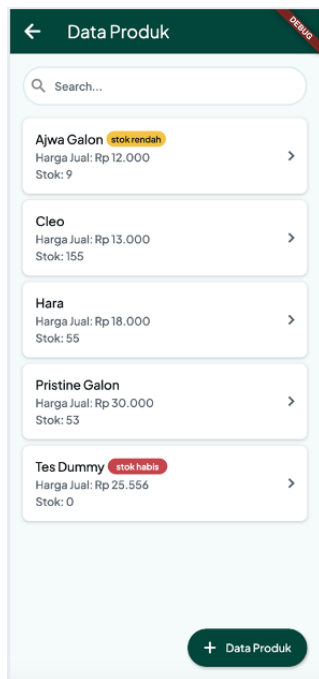 Data Produk
DEBUG
Search...
Ajwa Galon stok rendah
Harga Jual: Rp 12.000
Stok: 9
Cleo
Harga Jual: Rp 13.000
Stok: 155
Hara
Harga Jual: Rp 18.000
Stok: 55
Pristine Galon
Harga Jual: Rp 30.000
Stok: 53
Tes Dummy stok habis
Harga Jual: Rp 25.556
Stok: 0
+ Data Produk